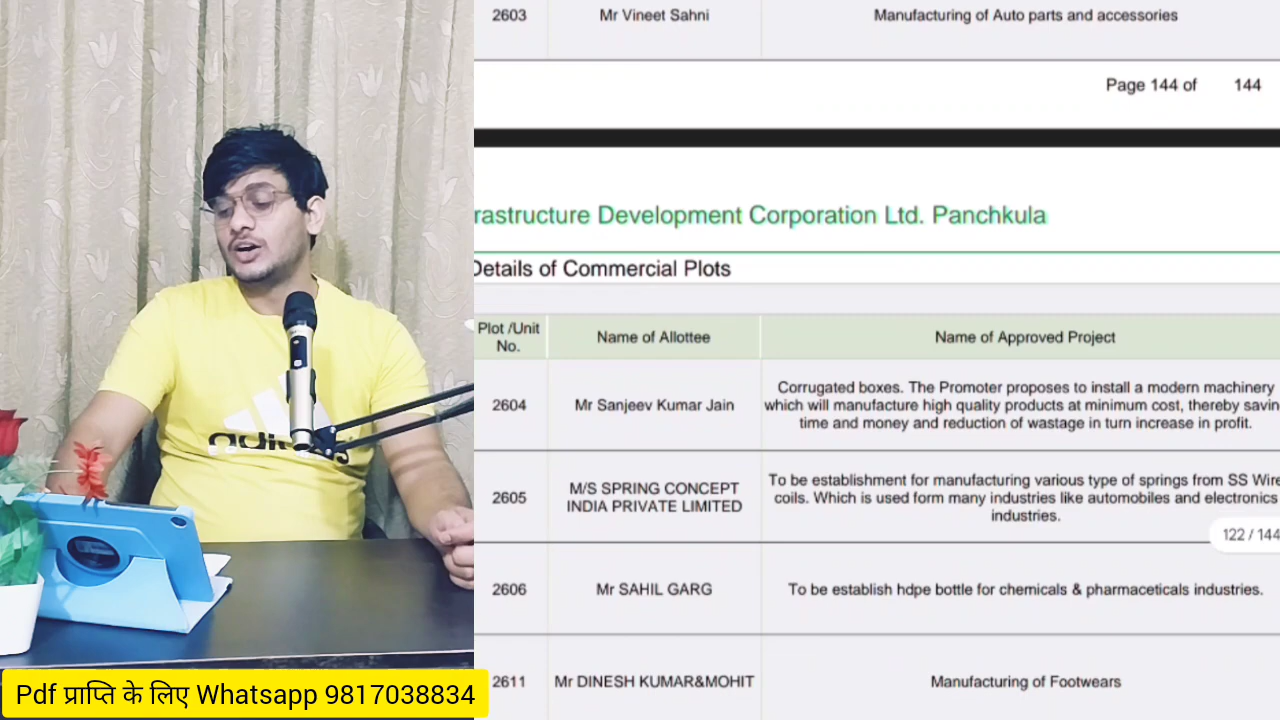 2603 Mr Vineet Sahni Manufacturing of Auto parts and accessories
Page 144 of 144
rastructure Development Corporation Ltd. Panchkula
Details of Commercial Plots
Plot /Unit No. Name of Allottee Name of Approved Project
2604 Mr Sanjeev Kumar Jain Corrugated boxes. The Promoter proposes to install a modern machinery
which will manufacture high quality products at minimum cost, thereby savin
time and money and reduction of wastage in turn increase in profit.
2605 M/S SPRING CONCEPT INDIA PRIVATE LIMITED To be establishment for manufacturing various type of springs from SS Wire
coils. Which is used form many industries like automobiles and electronics
industries.
122 / 144
2606 Mr SAHIL GARG To be establish hdpe bottle for chemicals & pharmaceticals industries.
2611 Mr DINESH KUMAR&MOHIT Manufacturing of Footwears
adidas
Pdf प्राप्ति के लिए Whatsapp 9817038834